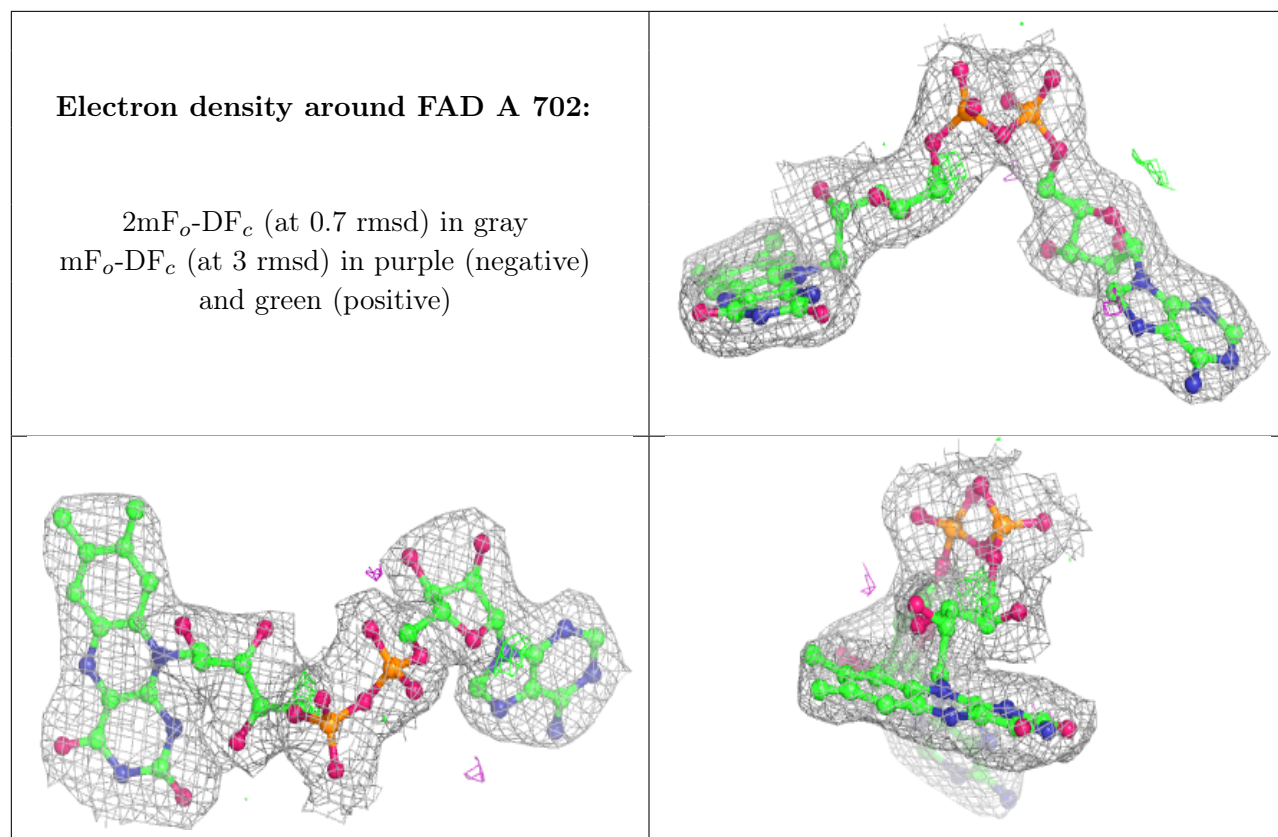 Electron density around FAD A 702:
2mFo-DFc (at 0.7 rmsd) in gray
mFo-DFc (at 3 rmsd) in purple (negative)
and green (positive)